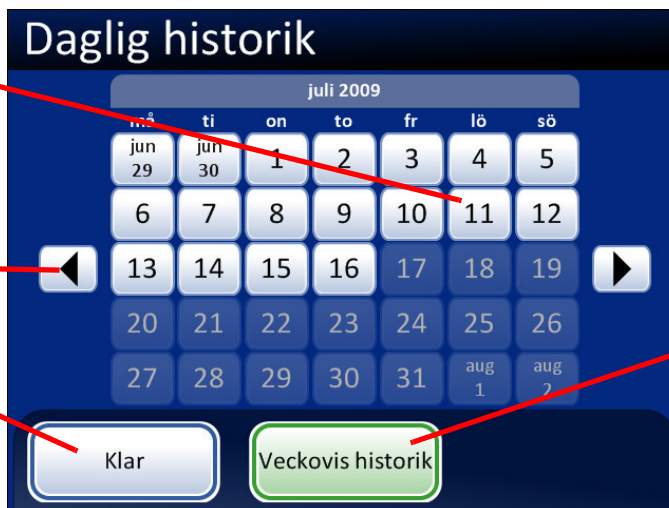 Daglig historik
juli 2009
må ti on to fr lö sö
jun 29 jun 30 1 2 3 4 5
6 7 8 9 10 11 12
13 14 15 16 17 18 19
20 21 22 23 24 25 26
27 28 29 30 31 aug 1 aug 2
Klar Veckovis historik